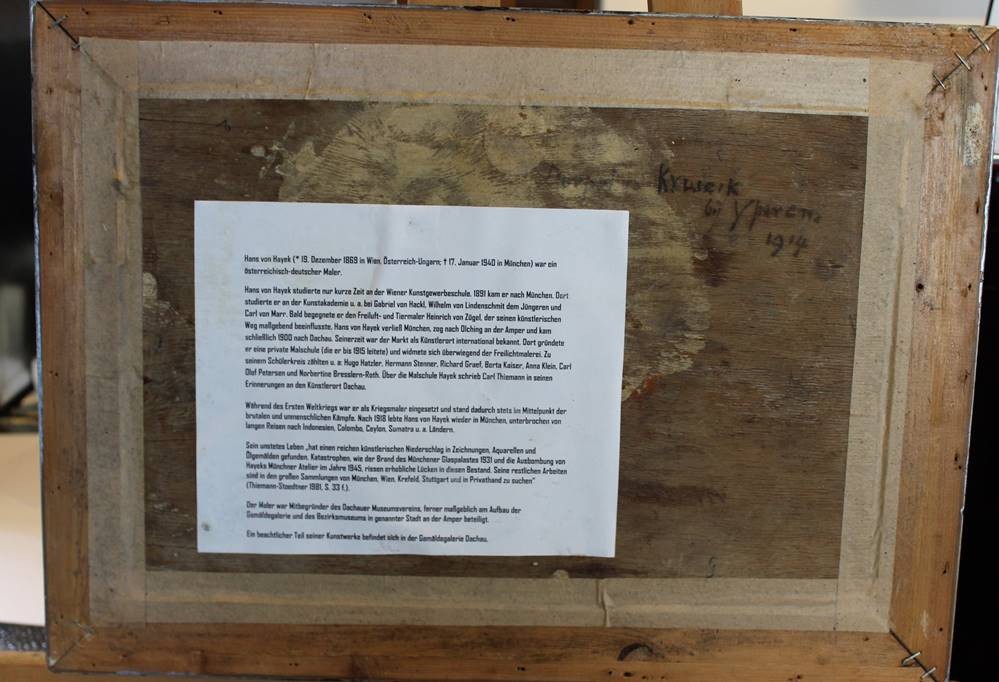 Kruseik
bij Yperen.
1914
Hans von Hayek (* 19. Dezember 1869 in Wien, Österreich-Ungarn; † 17. Januar 1940 in München) war ein
österreichisch-deutscher Maler.
Hans von Hayek studierte nur kurze Zeit an der Wiener Kunstgewerbeschule. 1891 kam er nach München. Dort
studierte er an der Kunstakademie u. a. bei Gabriel von Hackl, Wilhelm von Lindenschmit dem Jüngeren und
Carl von Marr. Bald begegnete er den Freiluft- und Tiermaler Heinrich von Zügel, der seinen künstlerischen
Weg maßgebend beeinflusste. Hans von Hayek verließ München, zog nach Olching an der Amper und kam
schließlich 1900 nach Dachau. Seinerzeit war der Markt als Künstlerort international bekannt. Dort gründete
er eine private Malschule (die er bis 1915 leitete) und widmete sich überwiegend der Freilichtmalerei. Zu
seinem Schülerkreis zählten u. a. Hugo Hatzler, Hermann Stenner, Richard Graef, Berta Kaiser, Anna Klein, Carl
Olof Petersen und Norbertine Bresslern-Roth. Über die Malschule Hayek schrieb Carl Thiemann in seinen
Erinnerungen an den Künstlerort Dachau.
Während des Ersten Weltkriegs war er als Kriegsmaler eingesetzt und stand dadurch stets im Mittelpunkt der
brutalen und unmenschlichen Kämpfe. Nach 1918 lebte Hans von Hayek wieder in München, unterbrochen von
langen Reisen nach Indonesien, Colombo, Ceylon, Sumatra u. a. Ländern.
Sein unstetes Leben „hat einen reichen künstlerischen Niederschlag in Zeichnungen, Aquarellen und
Ölgemälden gefunden. Katastrophen, wie der Brand des Münchener Glaspalastes 1931 und die Ausbombung von
Hayeks Münchner Atelier im Jahre 1945, rissen erhebliche Lücken in diesen Bestand. Seine restlichen Arbeiten
sind in den großen Sammlungen von München, Wien, Krefeld, Stuttgart und in Privathand zu suchen"
(Thiemann-Stoedtner 1981, S. 33 f.).
Der Maler war Mitbegründer des Dachauer Museumsvereins, ferner maßgeblich am Aufbau der
Gemäldegalerie und des Bezirksmuseums in genannter Stadt an der Amper beteiligt.
Ein beachtlicher Teil seiner Kunstwerke befindet sich in der Gemäldegalerie Dachau.